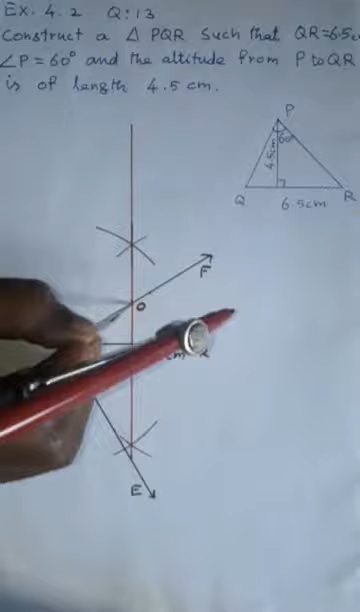 Ex. 4.2 Q:13
Construct a Δ PQR such that QR=6.5c
∠P = 60° and the altitude from P to QR
is of length 4.5 cm.
P
60°
4.5cm
Q
R
6.5cm
F
O
E